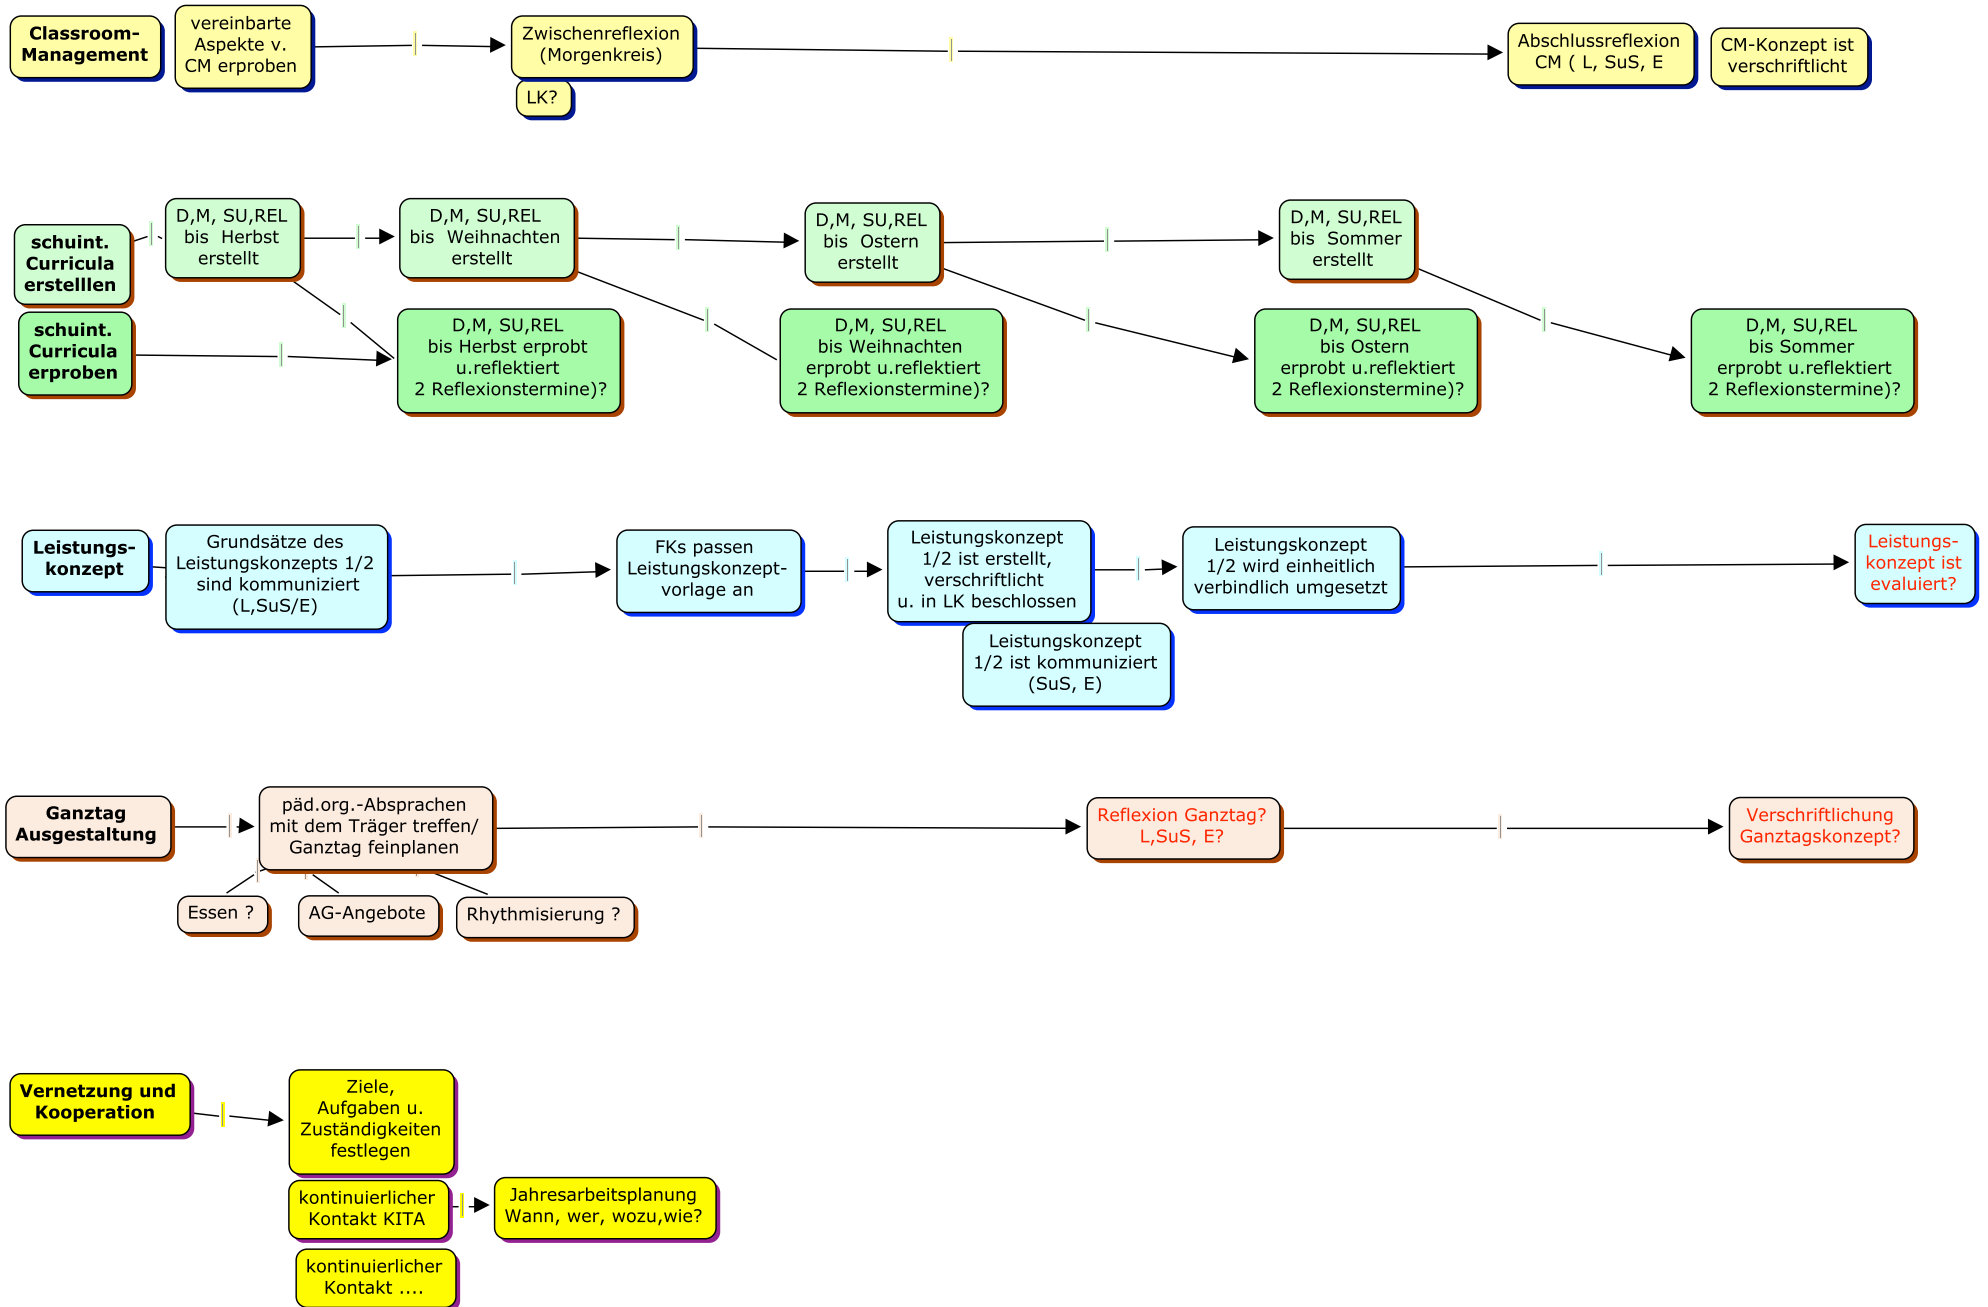 Classroom-
Management
vereinbarte
Aspekte v.
CM erproben
Zwischenreflexion
(Morgenkreis)
LK?
Abschlussreflexion
CM ( L, SuS, E
CM-Konzept ist
verschriftlicht
schuint.
Curricula
erstelllen
D,M, SU,REL
bis  Herbst
erstellt
D,M, SU,REL
bis  Weihnachten
erstellt
D,M, SU,REL
bis  Ostern
erstellt
D,M, SU,REL
bis  Sommer
erstellt
schuint.
Curricula
erproben
D,M, SU,REL
bis Herbst erprobt
u.reflektiert
2 Reflexionstermine)?
D,M, SU,REL
bis Weihnachten
erprobt u.reflektiert
2 Reflexionstermine)?
D,M, SU,REL
bis Ostern
erprobt u.reflektiert
2 Reflexionstermine)?
D,M, SU,REL
bis Sommer
erprobt u.reflektiert
2 Reflexionstermine)?
Leistungs-
konzept
Grundsätze des
Leistungskonzepts 1/2
sind kommuniziert
(L,SuS/E)
FKs passen
Leistungskonzept-
vorlage an
Leistungskonzept
1/2 ist erstellt,
verschriftlicht
u. in LK beschlossen
Leistungskonzept
1/2 ist kommuniziert
(SuS, E)
Leistungskonzept
1/2 wird einheitlich
verbindlich umgesetzt
Leistungs-
konzept ist
evaluiert?
Ganztag
Ausgestaltung
päd.org.-Absprachen
mit dem Träger treffen/
Ganztag feinplanen
Reflexion Ganztag?
L,SuS, E?
Verschriftlichung
Ganztagskonzept?
Essen ?
AG-Angebote
Rhythmisierung ?
Vernetzung und
Kooperation
Ziele,
Aufgaben u.
Zuständigkeiten
festlegen
kontinuierlicher
Kontakt KITA
Jahresarbeitsplanung
Wann, wer, wozu,wie?
kontinuierlicher
Kontakt ....